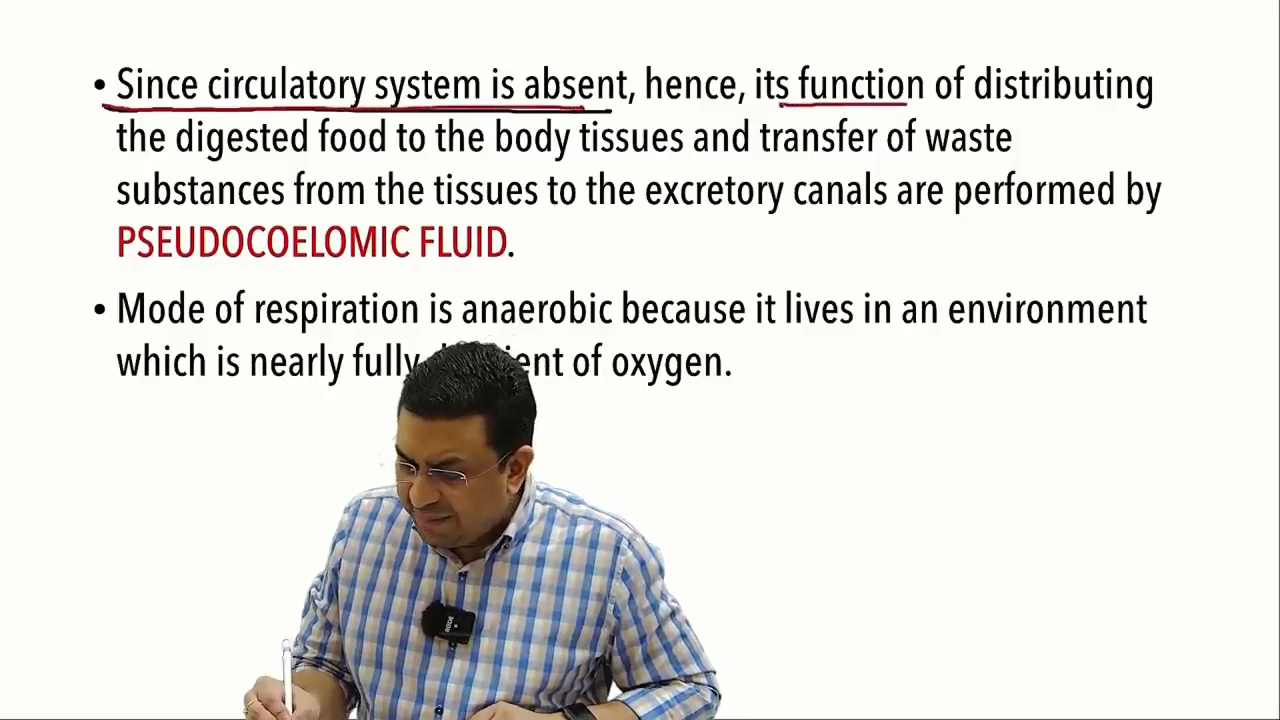 • Since circulatory system is absent, hence, its function of distributing
the digested food to the body tissues and transfer of waste
substances from the tissues to the excretory canals are performed by
PSEUDOCOELOMIC FLUID.
• Mode of respiration is anaerobic because it lives in an environment
which is nearly fully of oxygen.
RODE